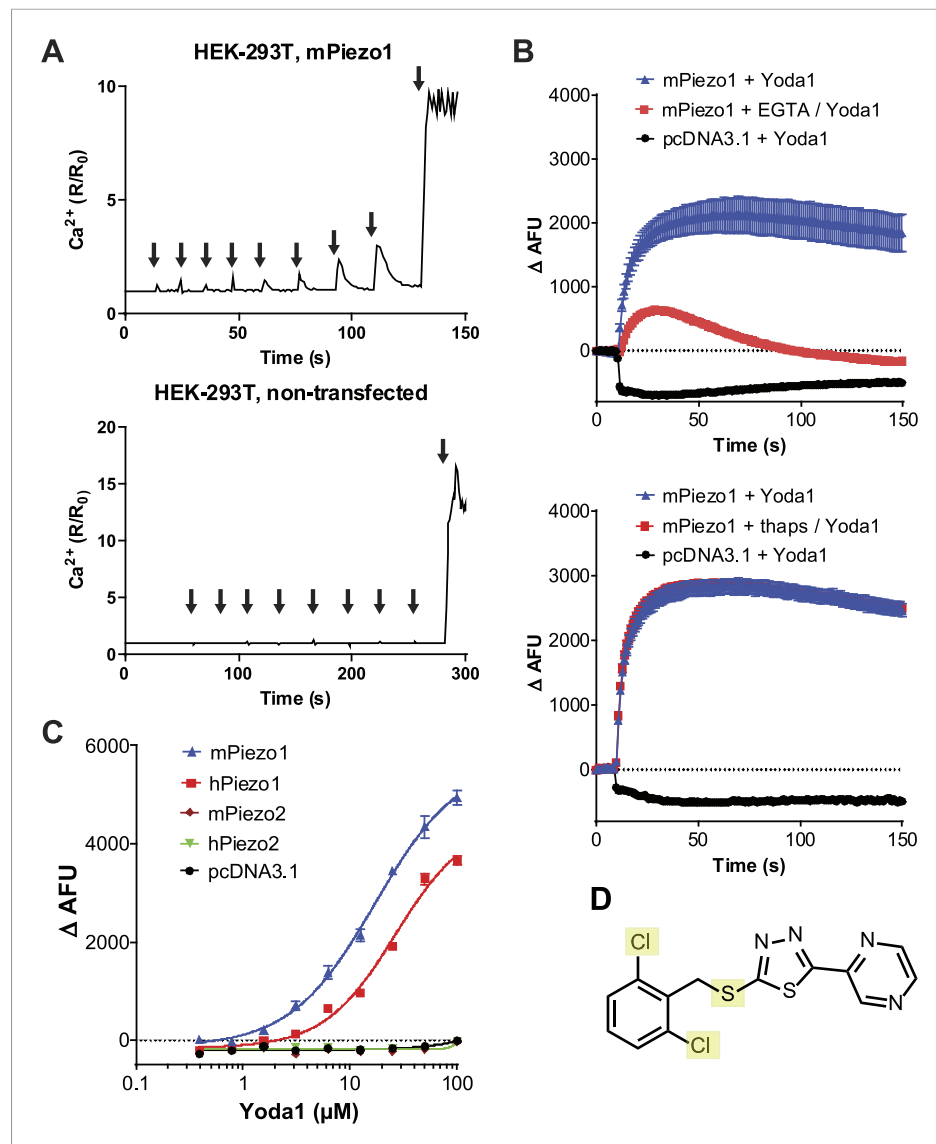 A
HEK-293T, mPiezo1
10
5
0
Ca2+ (R/R0)
0
50
100
150
Time (s)
HEK-293T, non-transfected
20
15
10
5
0
Ca2+ (R/R0)
0
100
200
300
Time (s)
B
mPiezo1 + Yoda1
mPiezo1 + EGTA / Yoda1
pcDNA3.1 + Yoda1
4000
3000
2000
1000
0
Δ AFU
0
50
100
150
Time (s)
mPiezo1 + Yoda1
mPiezo1 + thaps / Yoda1
pcDNA3.1 + Yoda1
4000
3000
2000
1000
0
Δ AFU
0
50
100
150
Time (s)
C
mPiezo1
hPiezo1
mPiezo2
hPiezo2
pcDNA3.1
6000
4000
2000
0
Δ AFU
0.1
1
10
100
Yoda1 (µM)
D
Cl
N
N
N
S
S
N
Cl